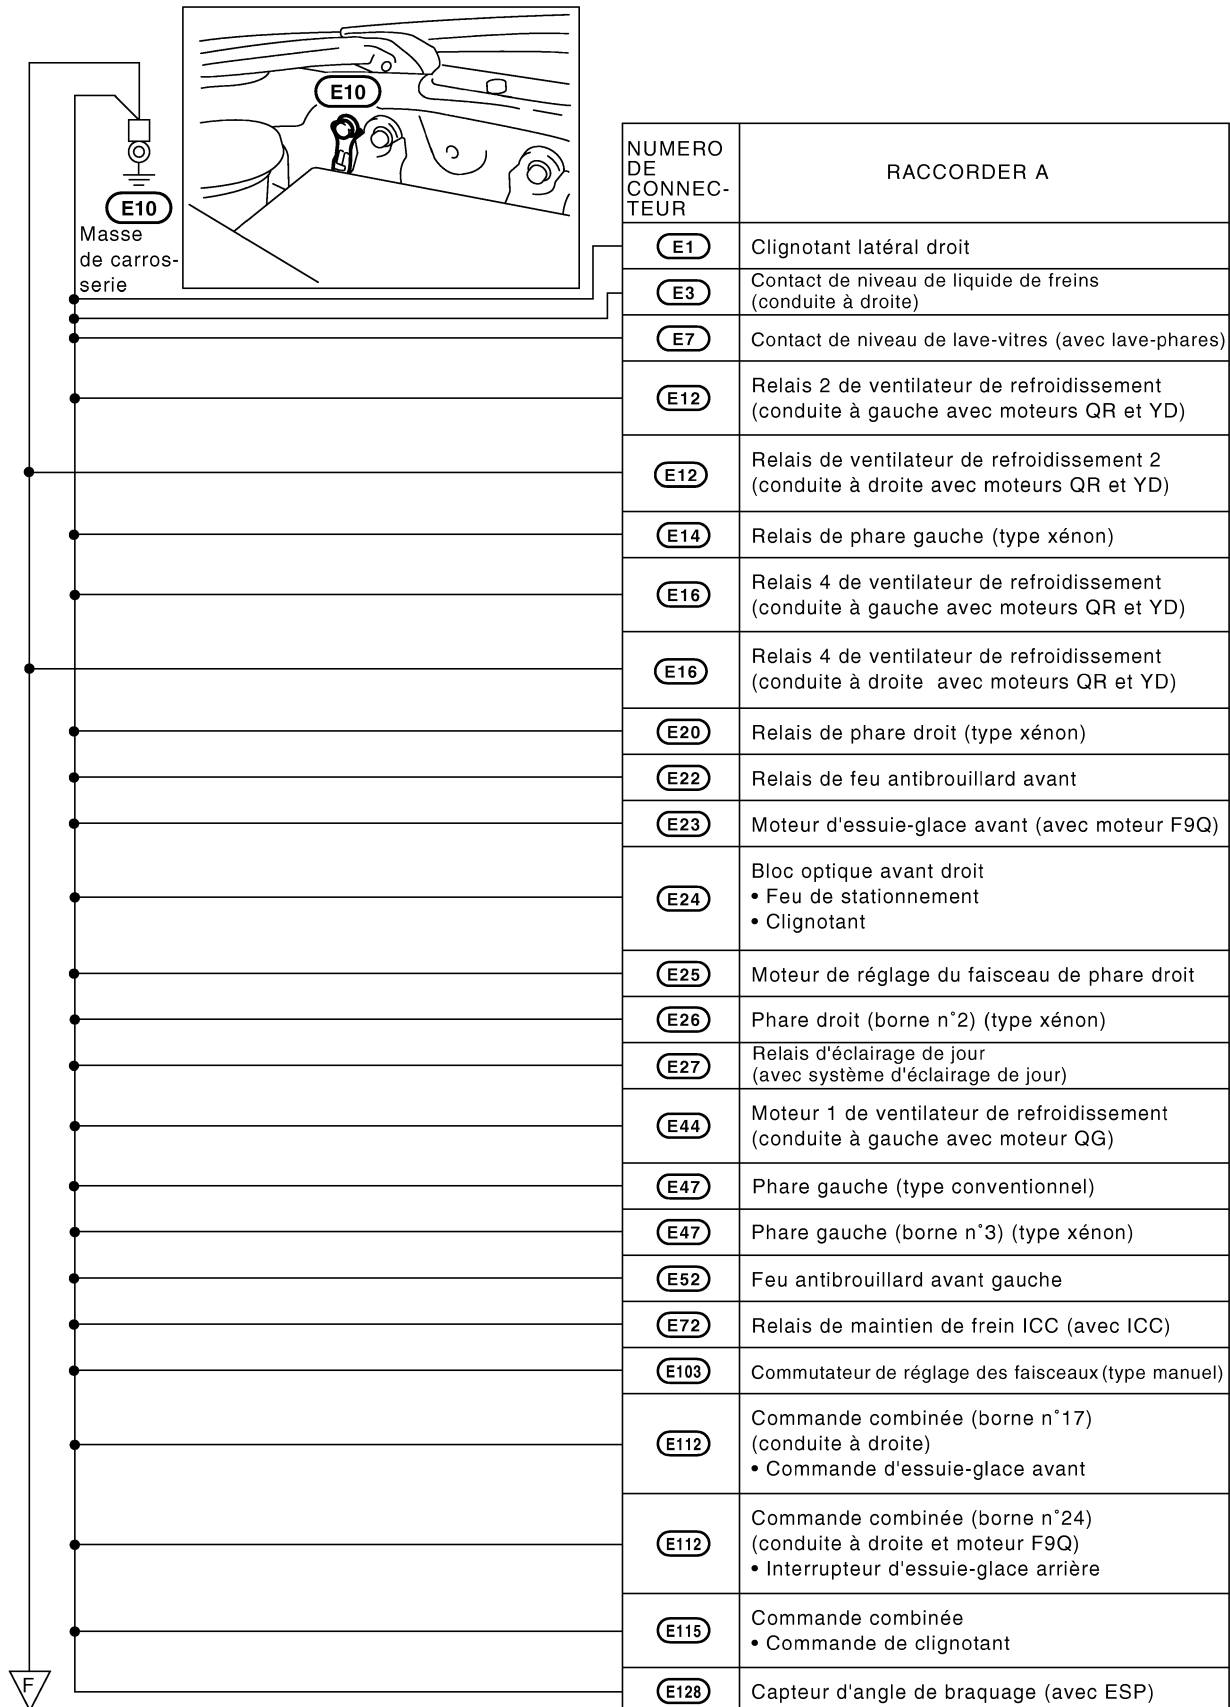 E10
E10
Masse
de carros-
serie
NUMERO
DE
CONNEC-
TEUR
RACCORDER A
E1
Clignotant latéral droit
E3
Contact de niveau de liquide de freins
(conduite à droite)
E7
Contact de niveau de lave-vitres (avec lave-phares)
E12
Relais 2 de ventilateur de refroidissement
(conduite à gauche avec moteurs QR et YD)
E12
Relais de ventilateur de refroidissement 2
(conduite à droite avec moteurs QR et YD)
E14
Relais de phare gauche (type xénon)
E16
Relais 4 de ventilateur de refroidissement
(conduite à gauche avec moteurs QR et YD)
E16
Relais 4 de ventilateur de refroidissement
(conduite à droite avec moteurs QR et YD)
E20
Relais de phare droit (type xénon)
E22
Relais de feu antibrouillard avant
E23
Moteur d'essuie-glace avant (avec moteur F9Q)
E24
Bloc optique avant droit
• Feu de stationnement
• Clignotant
E25
Moteur de réglage du faisceau de phare droit
E26
Phare droit (borne n°2) (type xénon)
E27
Relais d'éclairage de jour
(avec système d'éclairage de jour)
E44
Moteur 1 de ventilateur de refroidissement
(conduite à gauche avec moteur QG)
E47
Phare gauche (type conventionnel)
E47
Phare gauche (borne n°3) (type xénon)
E52
Feu antibrouillard avant gauche
E72
Relais de maintien de frein ICC (avec ICC)
E103
Commutateur de réglage des faisceaux (type manuel)
E112
Commande combinée (borne n°17)
(conduite à droite)
• Commande d'essuie-glace avant
E112
Commande combinée (borne n°24)
(conduite à droite et moteur F9Q)
• Interrupteur d'essuie-glace arrière
E115
Commande combinée
• Commande de clignotant
E128
Capteur d'angle de braquage (avec ESP)
F